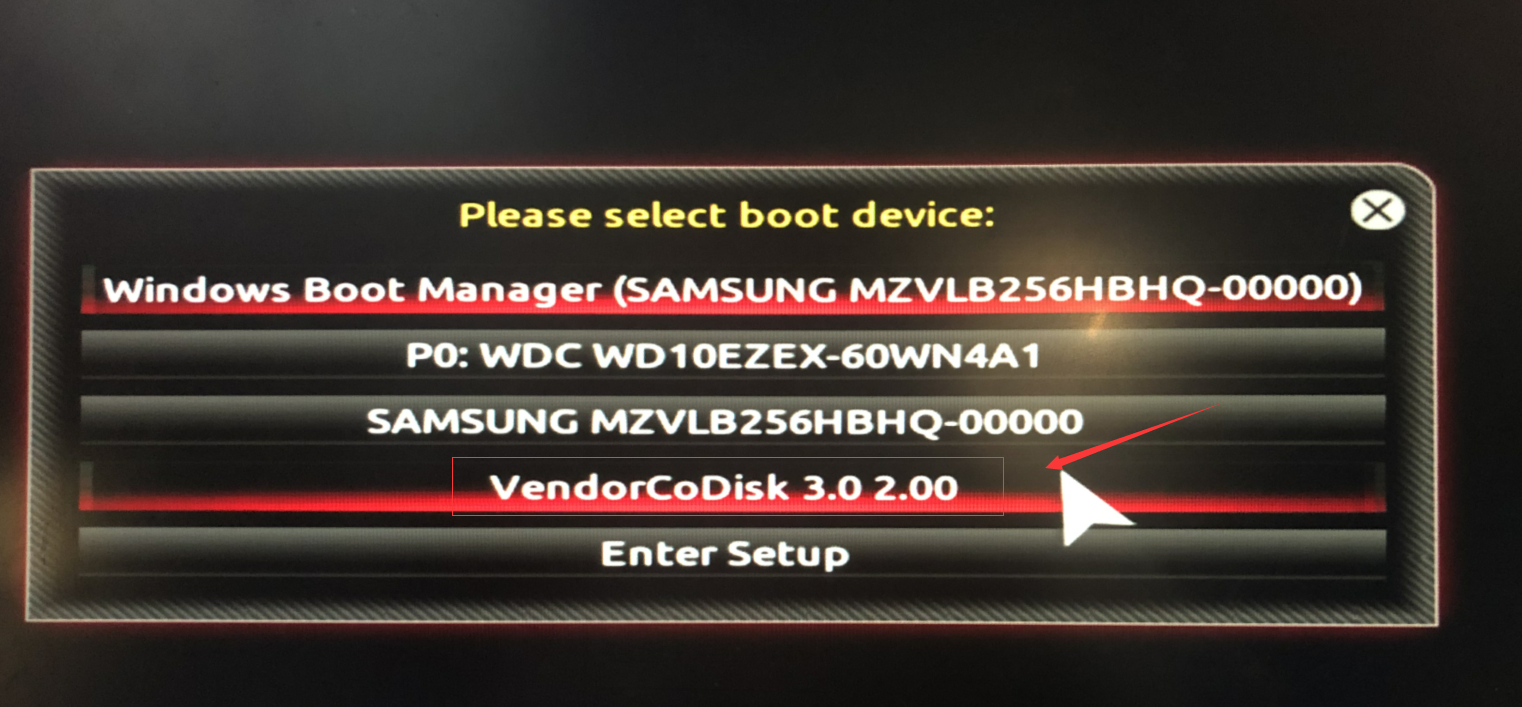 Please select boot device:
Windows Boot Manager (SAMSUNG MZVLB256HBHQ-00000)
P0: WDC WD10EZEX-60WN4A1
SAMSUNG MZVLB256HBHQ-00000
VendorCoDisk 3.0 2.00
Enter Setup